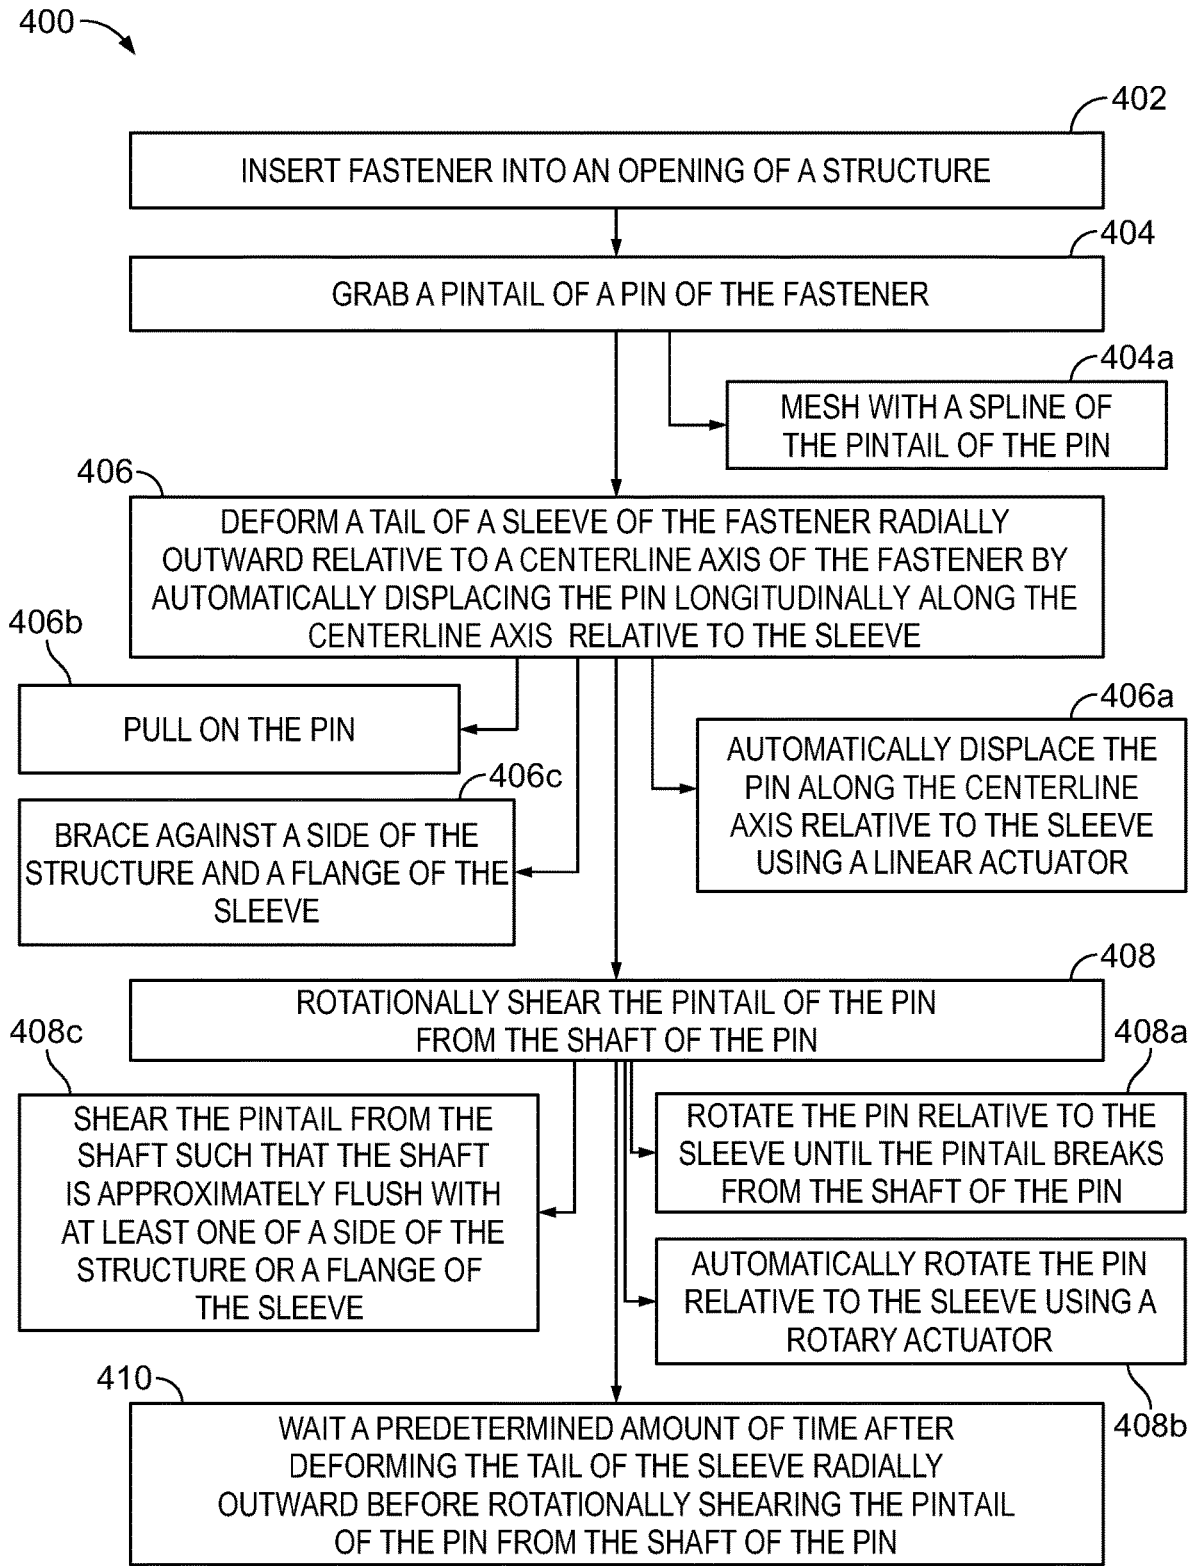 400
402
INSERT FASTENER INTO AN OPENING OF A STRUCTURE
404
GRAB A PINTAIL OF A PIN OF THE FASTENER
404a
MESH WITH A SPLINE OF
THE PINTAIL OF THE PIN
406
DEFORM A TAIL OF A SLEEVE OF THE FASTENER RADIALLY
OUTWARD RELATIVE TO A CENTERLINE AXIS OF THE FASTENER BY
AUTOMATICALLY DISPLACING THE PIN LONGITUDINALLY ALONG THE
CENTERLINE AXIS RELATIVE TO THE SLEEVE
406b
PULL ON THE PIN
406a
AUTOMATICALLY DISPLACE THE
PIN ALONG THE CENTERLINE
AXIS RELATIVE TO THE SLEEVE
USING A LINEAR ACTUATOR
406c
BRACE AGAINST A SIDE OF THE
STRUCTURE AND A FLANGE OF THE
SLEEVE
408
ROTATIONALLY SHEAR THE PINTAIL OF THE PIN
FROM THE SHAFT OF THE PIN
408c
SHEAR THE PINTAIL FROM THE
SHAFT SUCH THAT THE SHAFT
IS APPROXIMATELY FLUSH WITH
AT LEAST ONE OF A SIDE OF THE
STRUCTURE OR A FLANGE OF
THE SLEEVE
408a
ROTATE THE PIN RELATIVE TO THE
SLEEVE UNTIL THE PINTAIL BREAKS
FROM THE SHAFT OF THE PIN
AUTOMATICALLY ROTATE THE PIN
RELATIVE TO THE SLEEVE USING A
ROTARY ACTUATOR
408b
410
WAIT A PREDETERMINED AMOUNT OF TIME AFTER
DEFORMING THE TAIL OF THE SLEEVE RADIALLY
OUTWARD BEFORE ROTATIONALLY SHEARING THE PINTAIL
OF THE PIN FROM THE SHAFT OF THE PIN